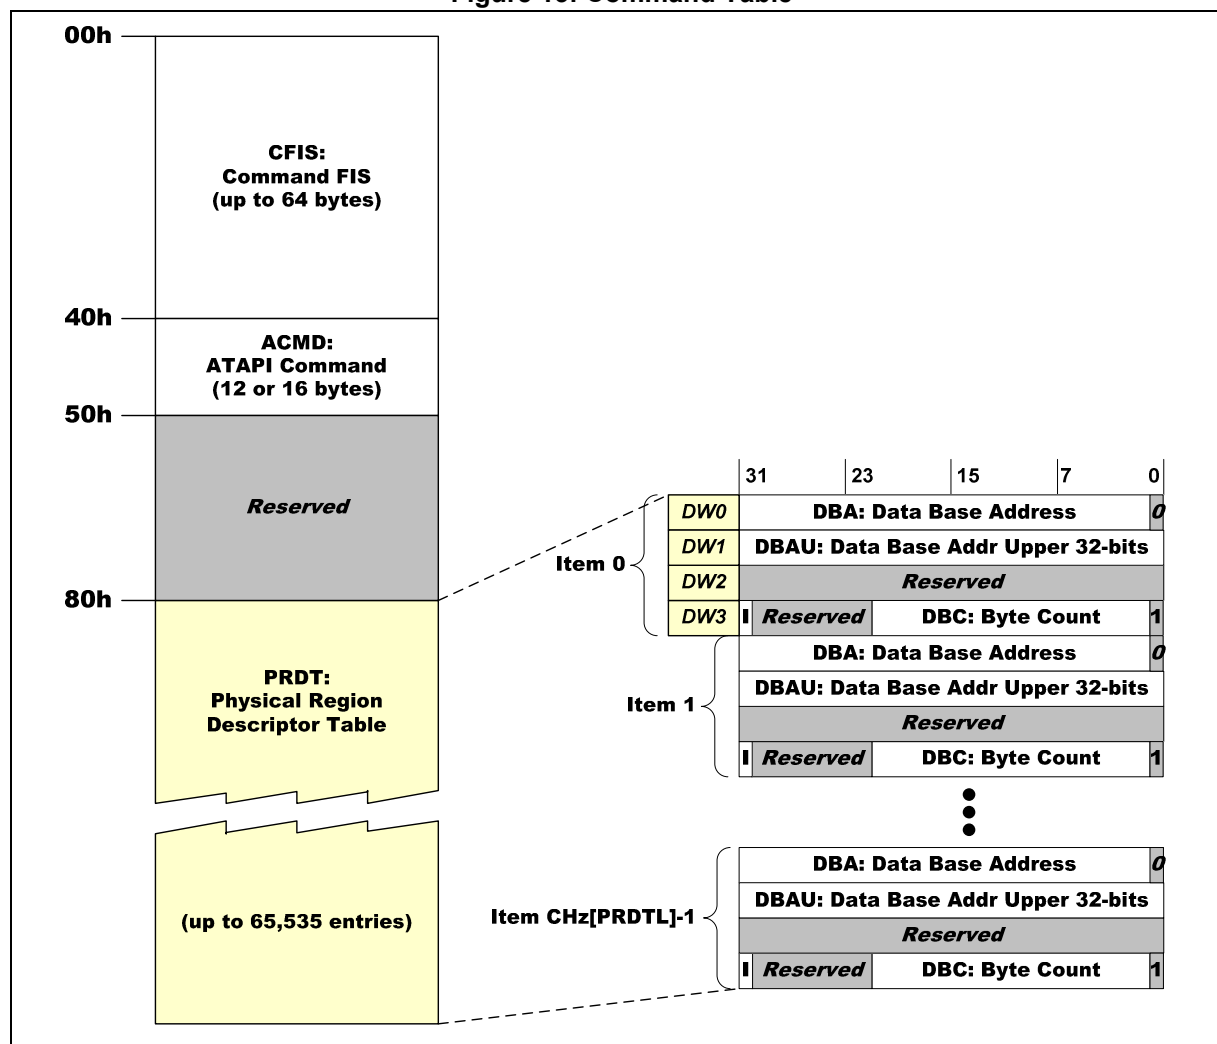 00h
CFIS:
Command FIS
(up to 64 bytes)
40h
ACMD:
ATAPI Command
(12 or 16 bytes)
50h
Reserved
80h
PRDT:
Physical Region
Descriptor Table
(up to 65,535 entries)
31 23 15 7 0
Item 0
DW0 DBA: Data Base Address 0
DW1 DBAU: Data Base Addr Upper 32-bits
DW2 Reserved
DW3 I Reserved DBC: Byte Count 1
Item 1
DBA: Data Base Address 0
DBAU: Data Base Addr Upper 32-bits
Reserved
I Reserved DBC: Byte Count 1
Item CHz[PRDTL]-1
DBA: Data Base Address 0
DBAU: Data Base Addr Upper 32-bits
Reserved
I Reserved DBC: Byte Count 1